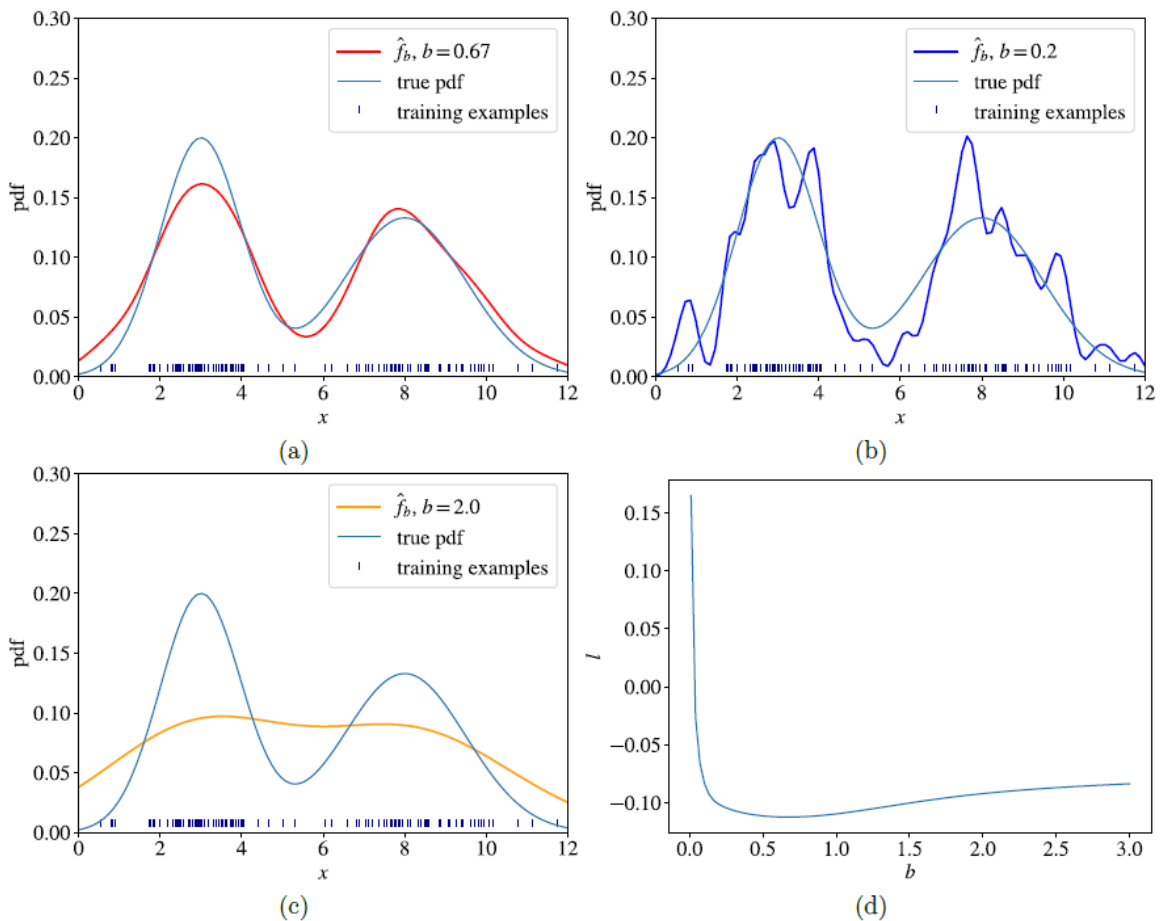 0.30
0.25
0.20
0.15
0.10
0.05
0.00
pdf
0 2 4 6 8 10 12
x
f̂_b, b = 0.67
true pdf
training examples
(a)
0.30
0.25
0.20
0.15
0.10
0.05
0.00
pdf
0 2 4 6 8 10 12
x
f̂_b, b = 0.2
true pdf
training examples
(b)
0.30
0.25
0.20
0.15
0.10
0.05
0.00
pdf
0 2 4 6 8 10 12
x
f̂_b, b = 2.0
true pdf
training examples
(c)
0.15
0.10
0.05
0.00
−0.05
−0.10
l
0.0 0.5 1.0 1.5 2.0 2.5 3.0
b
(d)